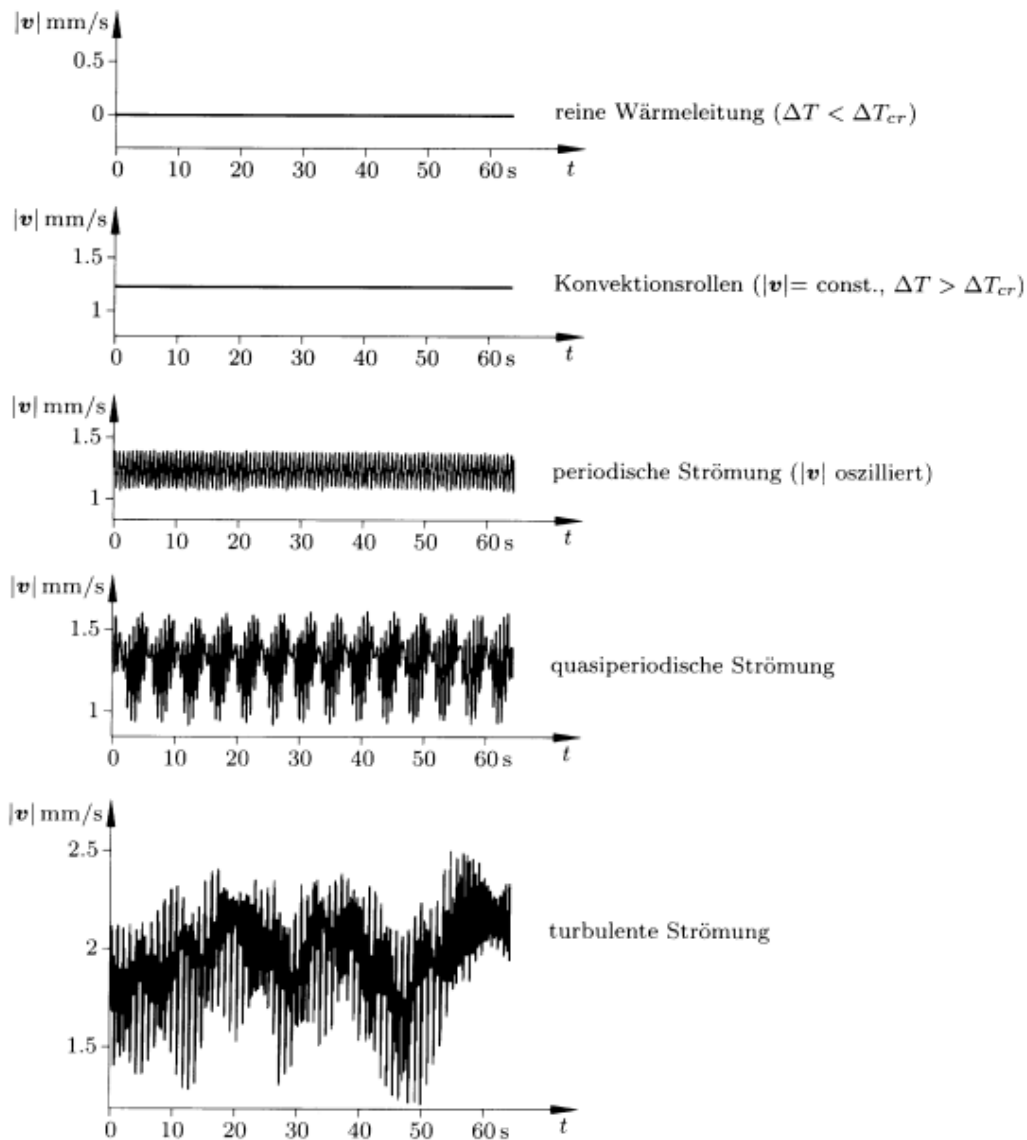 |v| mm/s
0.5
0
reine Wärmeleitung (ΔT < ΔT_cr)
0 10 20 30 40 50 60 s t
|v| mm/s
1.5
Konvektionsrollen (|v|= const., ΔT > ΔT_cr)
1
0 10 20 30 40 50 60 s t
|v| mm/s
1.5
periodische Strömung (|v| oszilliert)
1
0 10 20 30 40 50 60 s t
|v| mm/s
1.5
quasiperiodische Strömung
1
0 10 20 30 40 50 60 s t
|v| mm/s
2.5
turbulente Strömung
2
1.5
0 10 20 30 40 50 60 s t